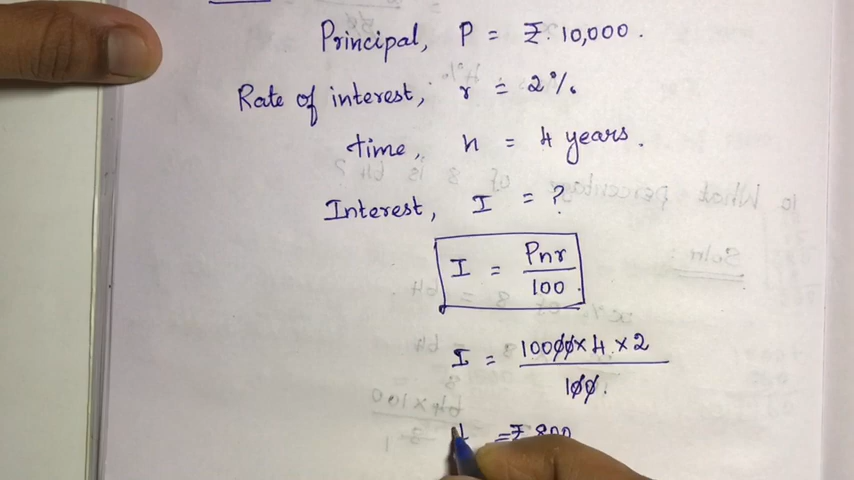 Principal, P = ₹. 10,000.
Rate of interest, r = 2%.
time, n = 4 years.
Interest, I = ?
I = Pnr/100
I = 10000 x 4 x 2 / 100.
= ₹ 800